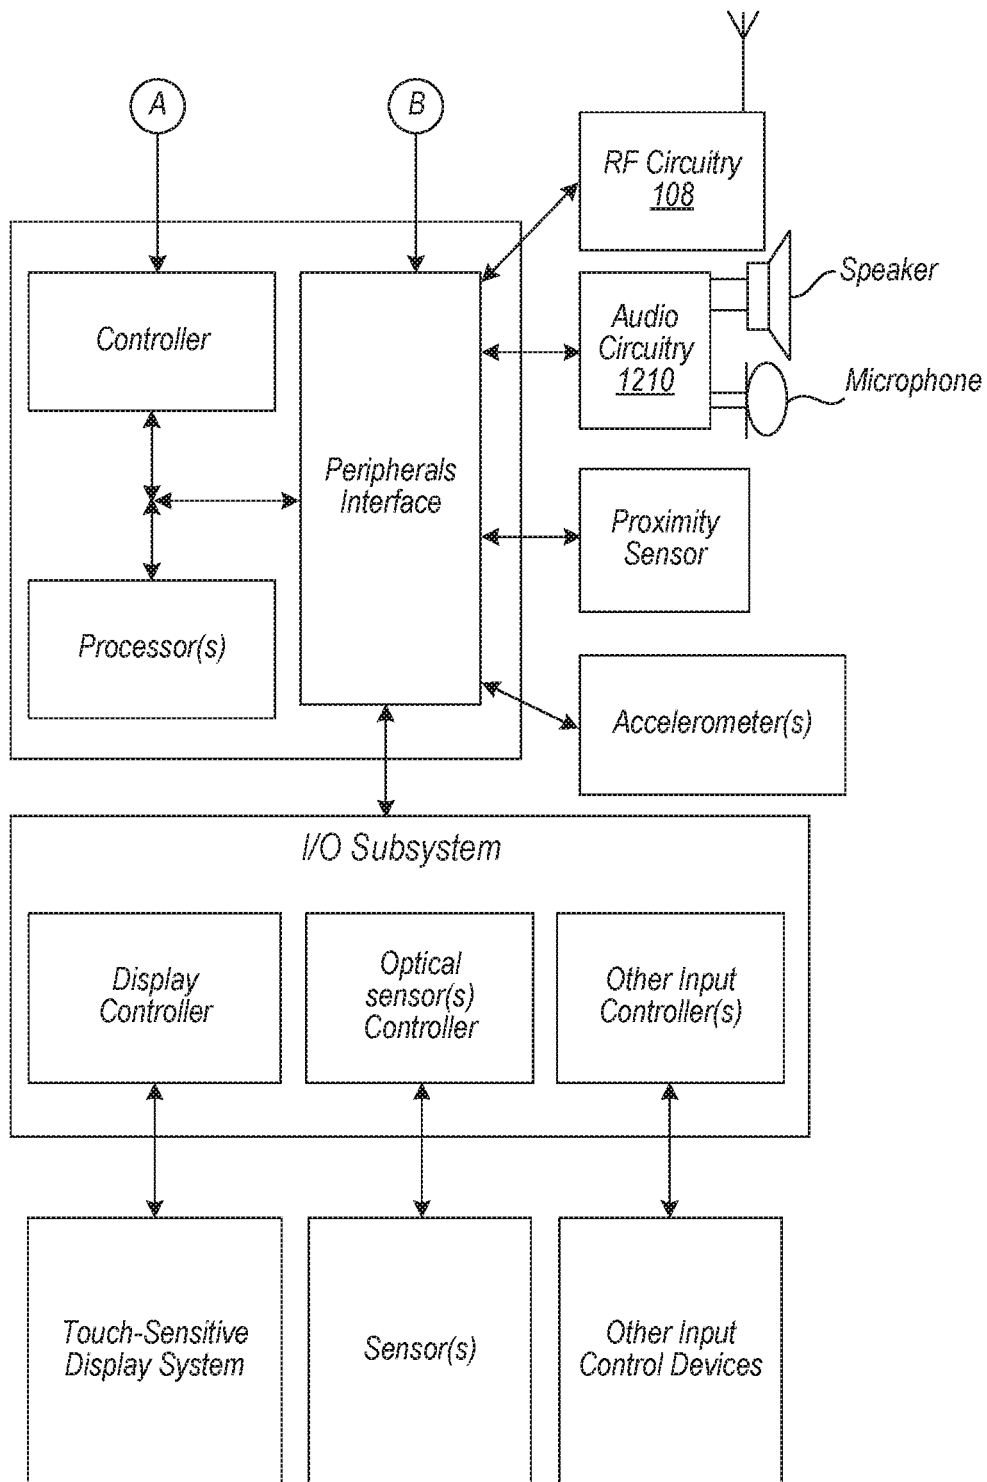 A
B
RF Circuitry
108
Speaker
Controller
Audio
Circuitry
1210
Microphone
Peripherals
Interface
Proximity
Sensor
Processor(s)
Accelerometer(s)
I/O Subsystem
Display
Controller
Optical
sensor(s)
Controller
Other Input
Controller(s)
Touch-Sensitive
Display System
Sensor(s)
Other Input
Control Devices